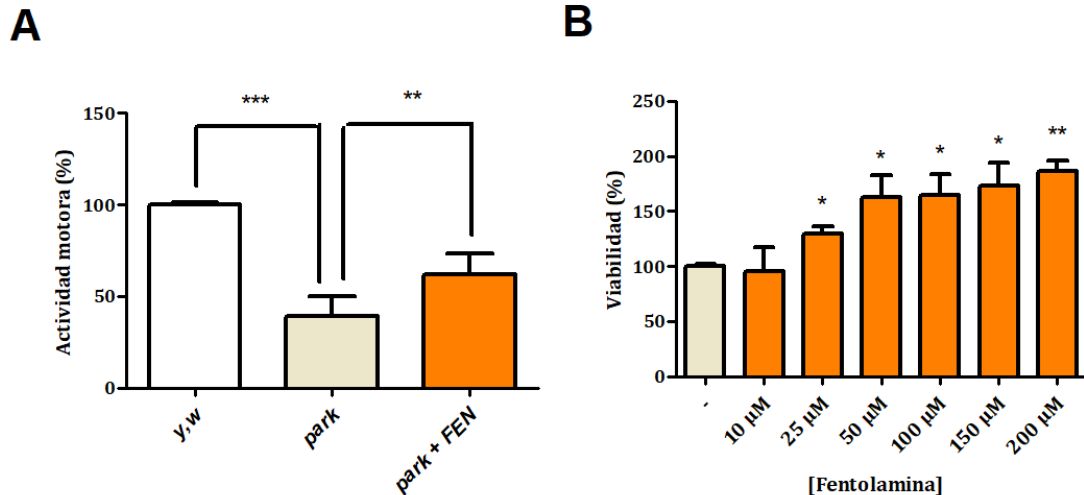 A
Actividad motora (%)
150
100
50
0
***
**
y,w
park
park + FEN
B
Viabilidad (%)
250
200
150
100
50
0
*
*
*
*
**
-
10 µM
25 µM
50 µM
100 µM
150 µM
200 µM
[Fentolamina]